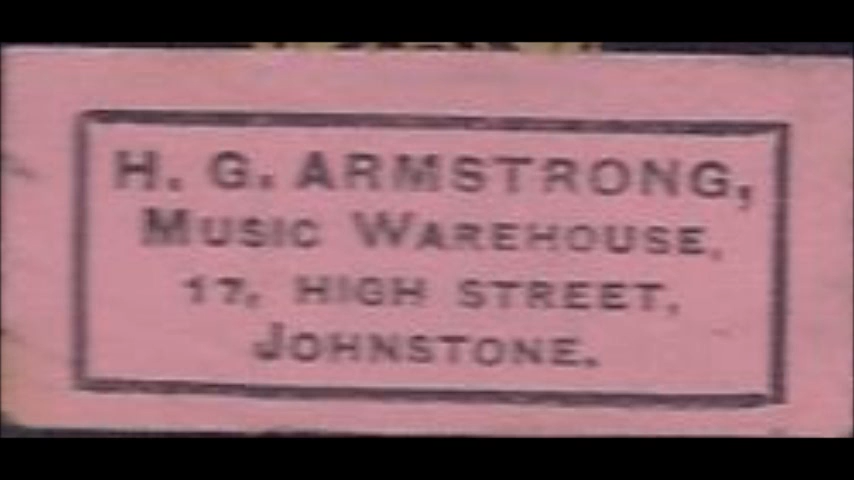 H. G. ARMSTRONG,
MUSIC WAREHOUSE,
17, HIGH STREET,
JOHNSTONE.